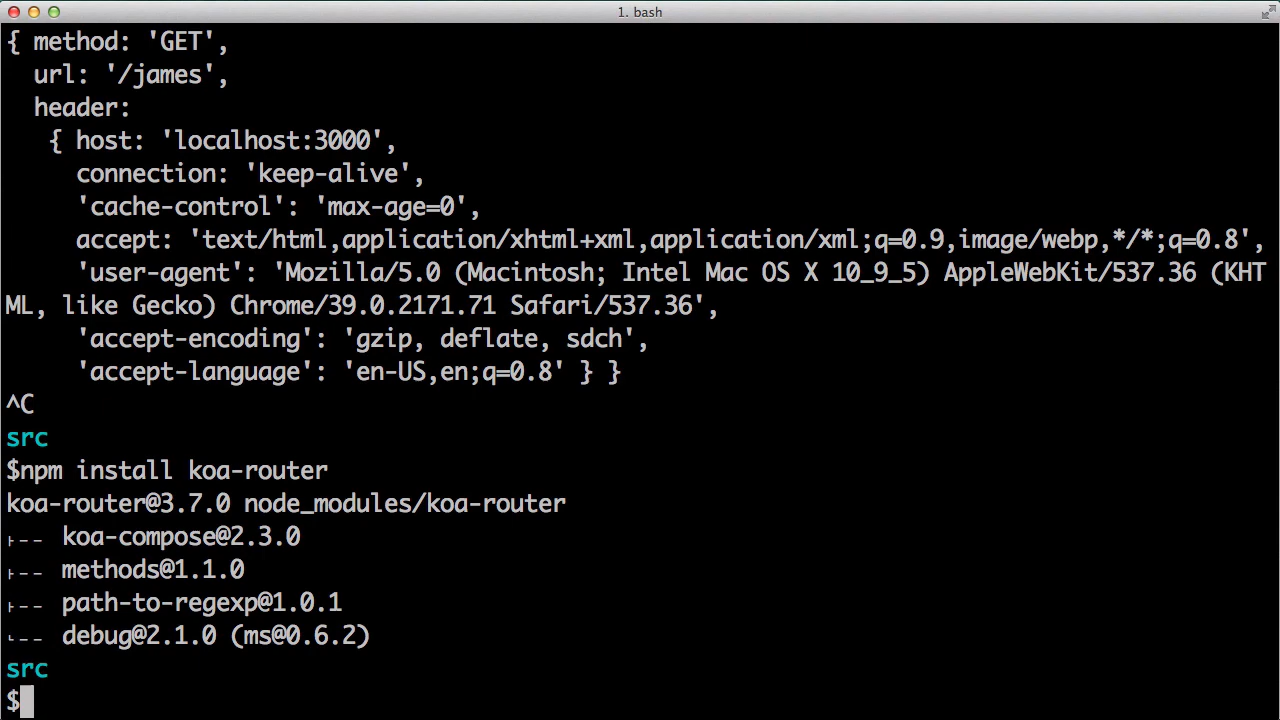 1. bash
{ method: 'GET',
  url: '/james',
  header:
   { host: 'localhost:3000',
     connection: 'keep-alive',
     'cache-control': 'max-age=0',
     accept: 'text/html,application/xhtml+xml,application/xml;q=0.9,image/webp,*/*;q=0.8',
     'user-agent': 'Mozilla/5.0 (Macintosh; Intel Mac OS X 10_9_5) AppleWebKit/537.36 (KHT
ML, like Gecko) Chrome/39.0.2171.71 Safari/537.36',
     'accept-encoding': 'gzip, deflate, sdch',
     'accept-language': 'en-US,en;q=0.8' } }
^C
src
$npm install koa-router
koa-router@3.7.0 node_modules/koa-router
├── koa-compose@2.3.0
├── methods@1.1.0
├── path-to-regexp@1.0.1
└── debug@2.1.0 (ms@0.6.2)
src
$